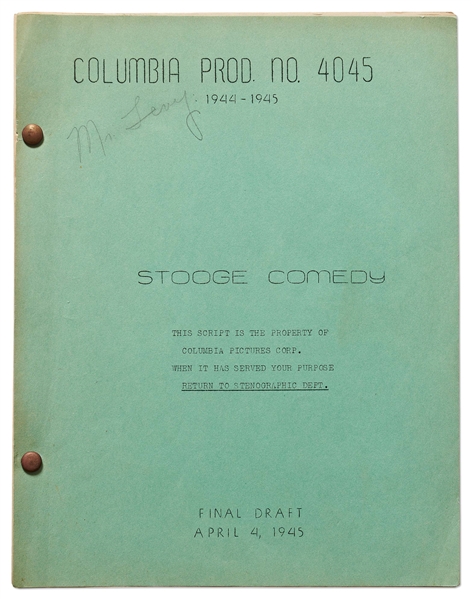 COLUMBIA PROD. NO. 4045
1944-1945
Mr. Levy.
STOOGE COMEDY
THIS SCRIPT IS THE PROPERTY OF
COLUMBIA PICTURES CORP.
WHEN IT HAS SERVED YOUR PURPOSE
RETURN TO STENOGRAPHIC DEPT.
FINAL DRAFT
APRIL 4, 1945